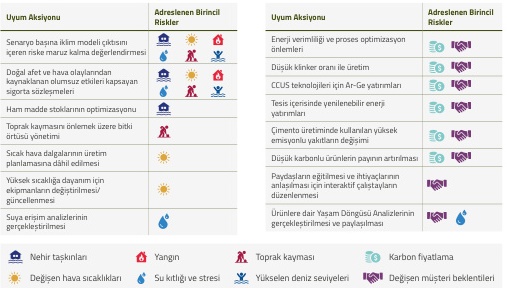 Uyum Aksiyonu
Adreslenen Birincil
Riskler
Senaryo başına iklim modeli çıktısını
içeren riske maruz kalma değerlendirmesi
Doğal afet ve hava olaylarından
kaynaklanan olumsuz etkileri kapsayan
sigorta sözleşmeleri
Ham madde stoklarının optimizasyonu
Toprak kaymasını önlemek üzere bitki
örtüsü yönetimi
Sıcak hava dalgalarının üretim
planlamasına dâhil edilmesi
Yüksek sıcaklığa dayanım için
ekipmanların değiştirilmesi/
güncellenmesi
Suya erişim analizlerinin
gerçekleştirilmesi
Uyum Aksiyonu
Adreslenen Birincil
Riskler
Enerji verimliliği ve proses optimizasyon
önlemleri
Düşük klinker oranı ile üretim
CCUS teknolojileri için Ar-Ge yatırımları
Tesis içerisinde yenilenebilir enerji
yatırımları
Çimento üretiminde kullanılan yüksek
emisyonlu yakıtların değişimi
Düşük karbonlu ürünlerin payının artırılması
Paydaşların eğitilmesi ve ihtiyaçlarının
anlaşılması için interaktif çalıştayların
düzenlenmesi
Ürünlere dair Yaşam Döngüsü Analizlerinin
gerçekleştirilmesi ve paylaşılması
Nehir taşkınları
Yangın
Toprak kayması
Karbon fiyatlama
Değişen hava sıcaklıkları
Su kıtlığı ve stresi
Yükselen deniz seviyeleri
Değişen müşteri beklentileri